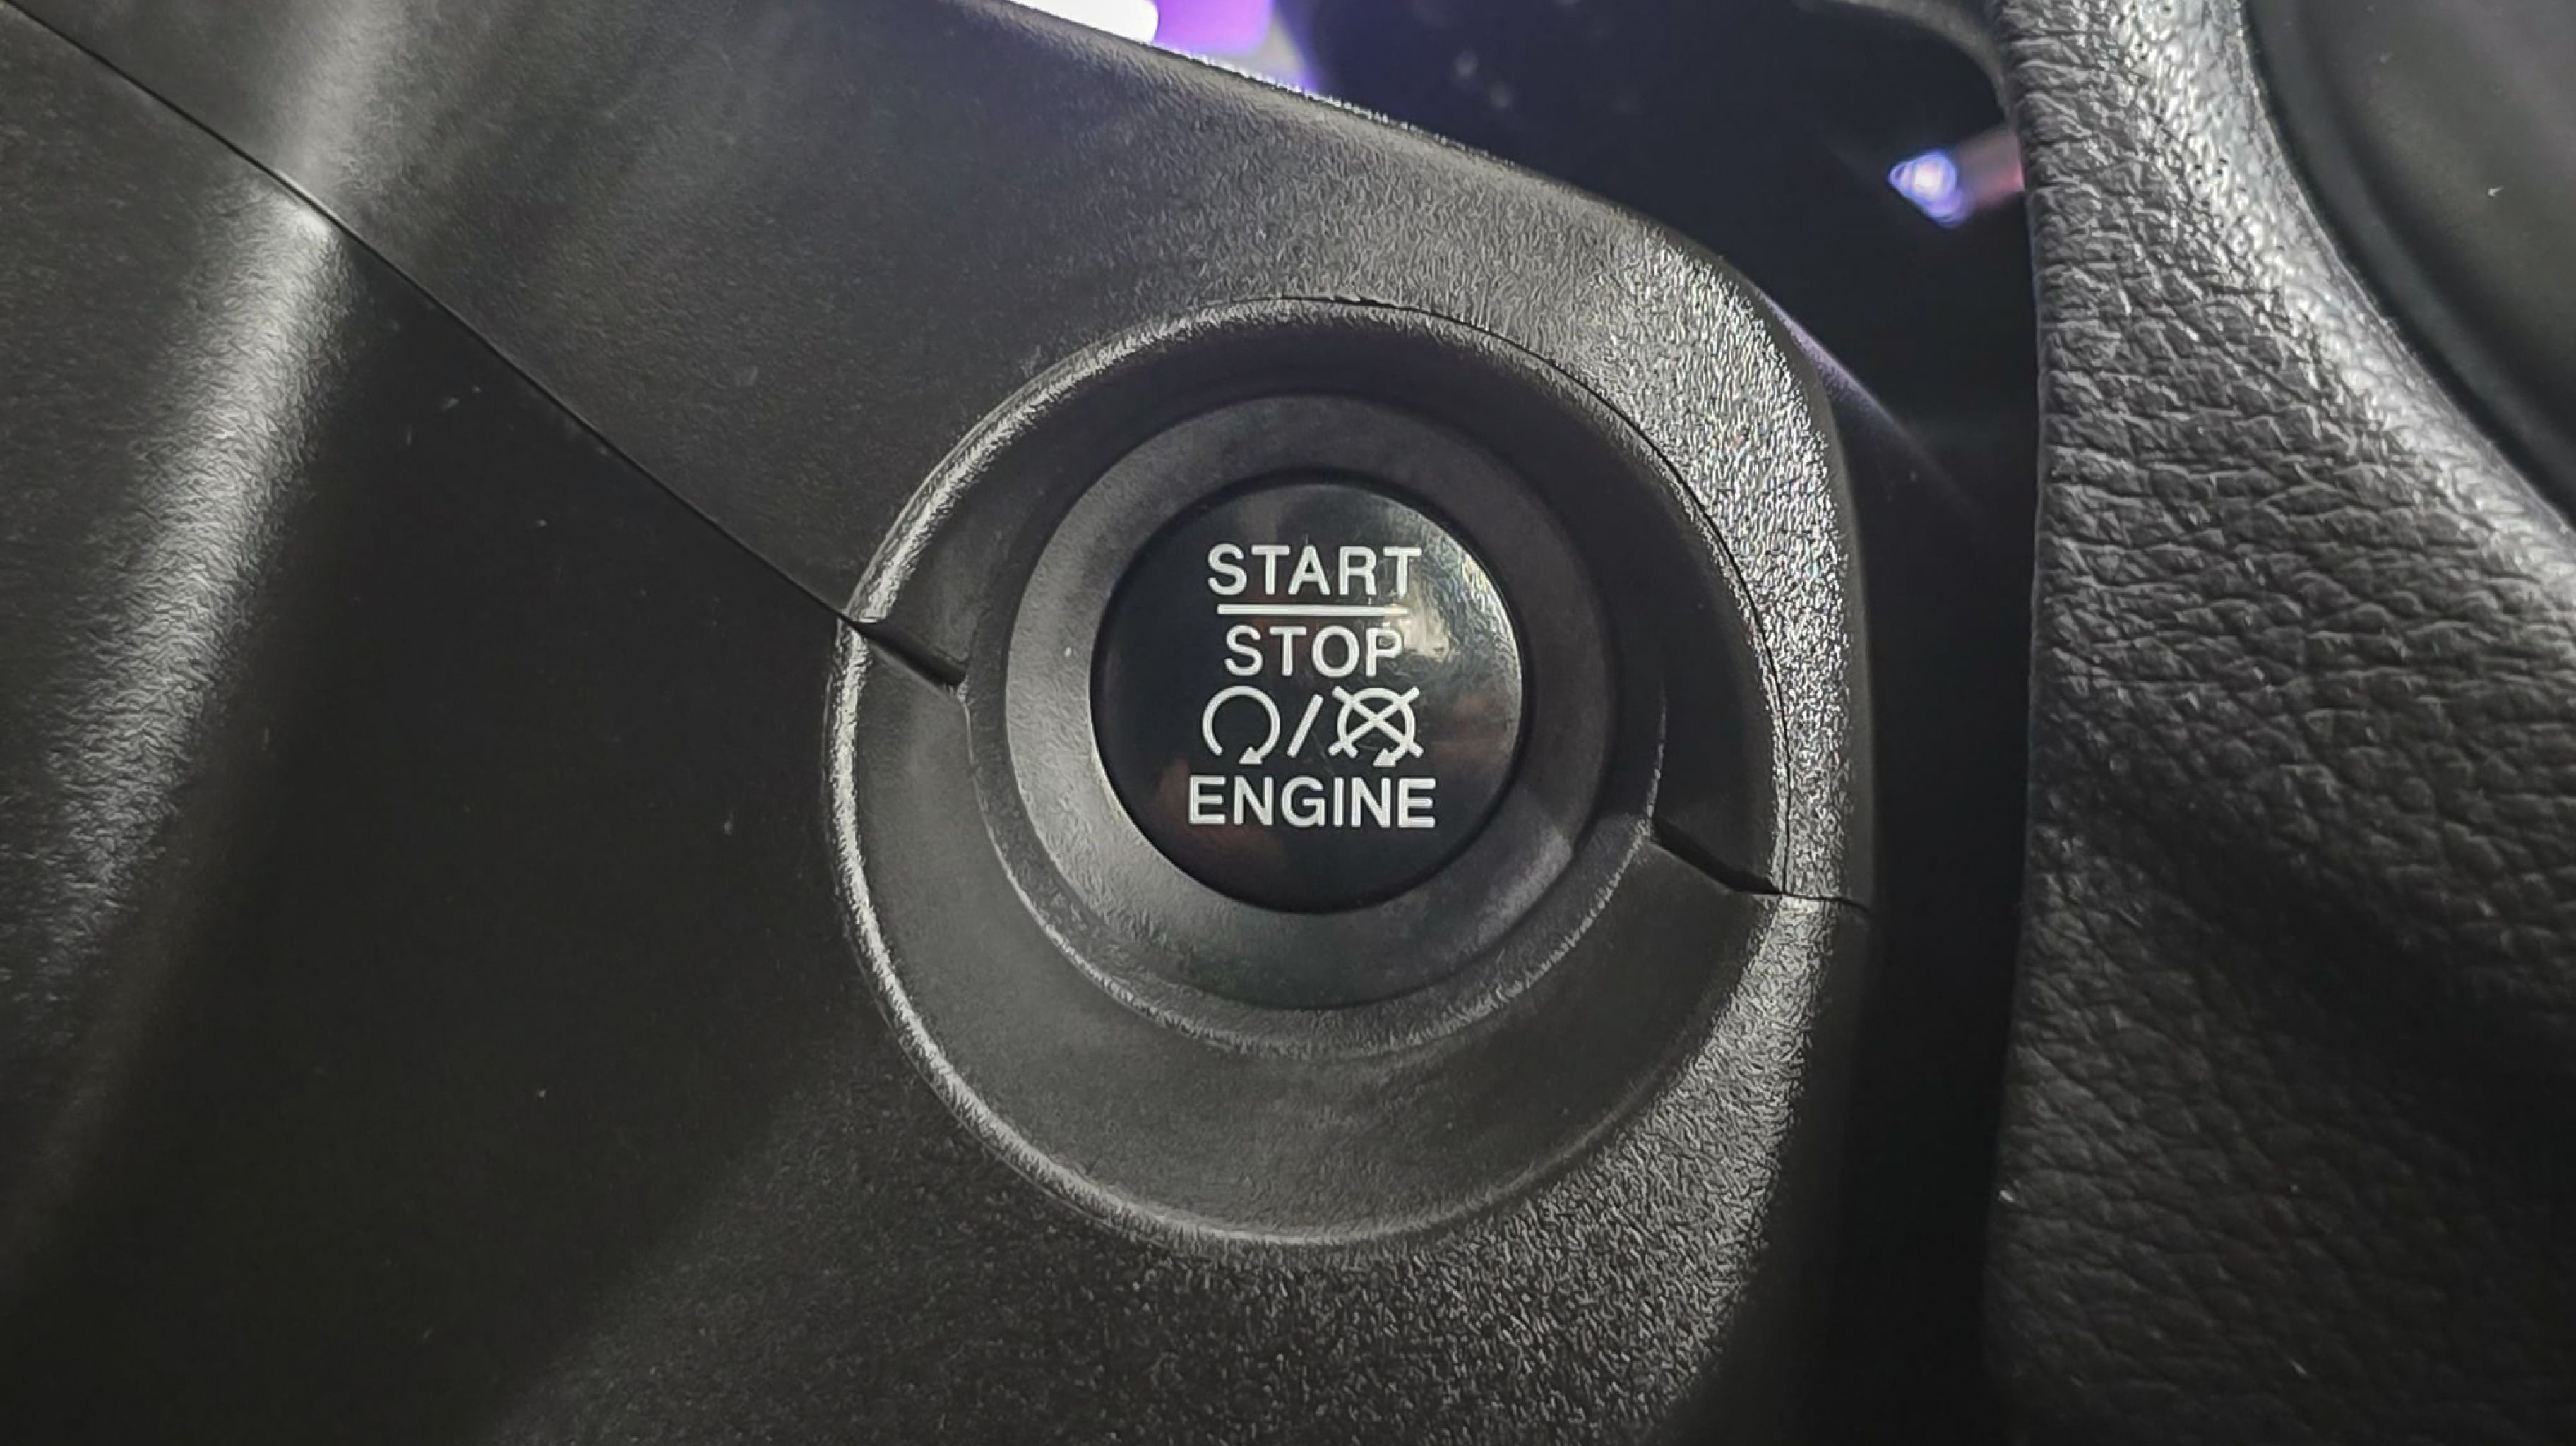 START
STOP
/
ENGINE